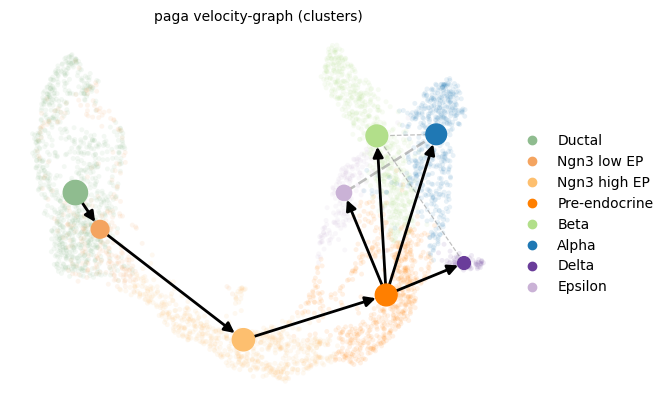 paga velocity-graph (clusters)
Ductal
Ngn3 low EP
Ngn3 high EP
Pre-endocrine
Beta
Alpha
Delta
Epsilon